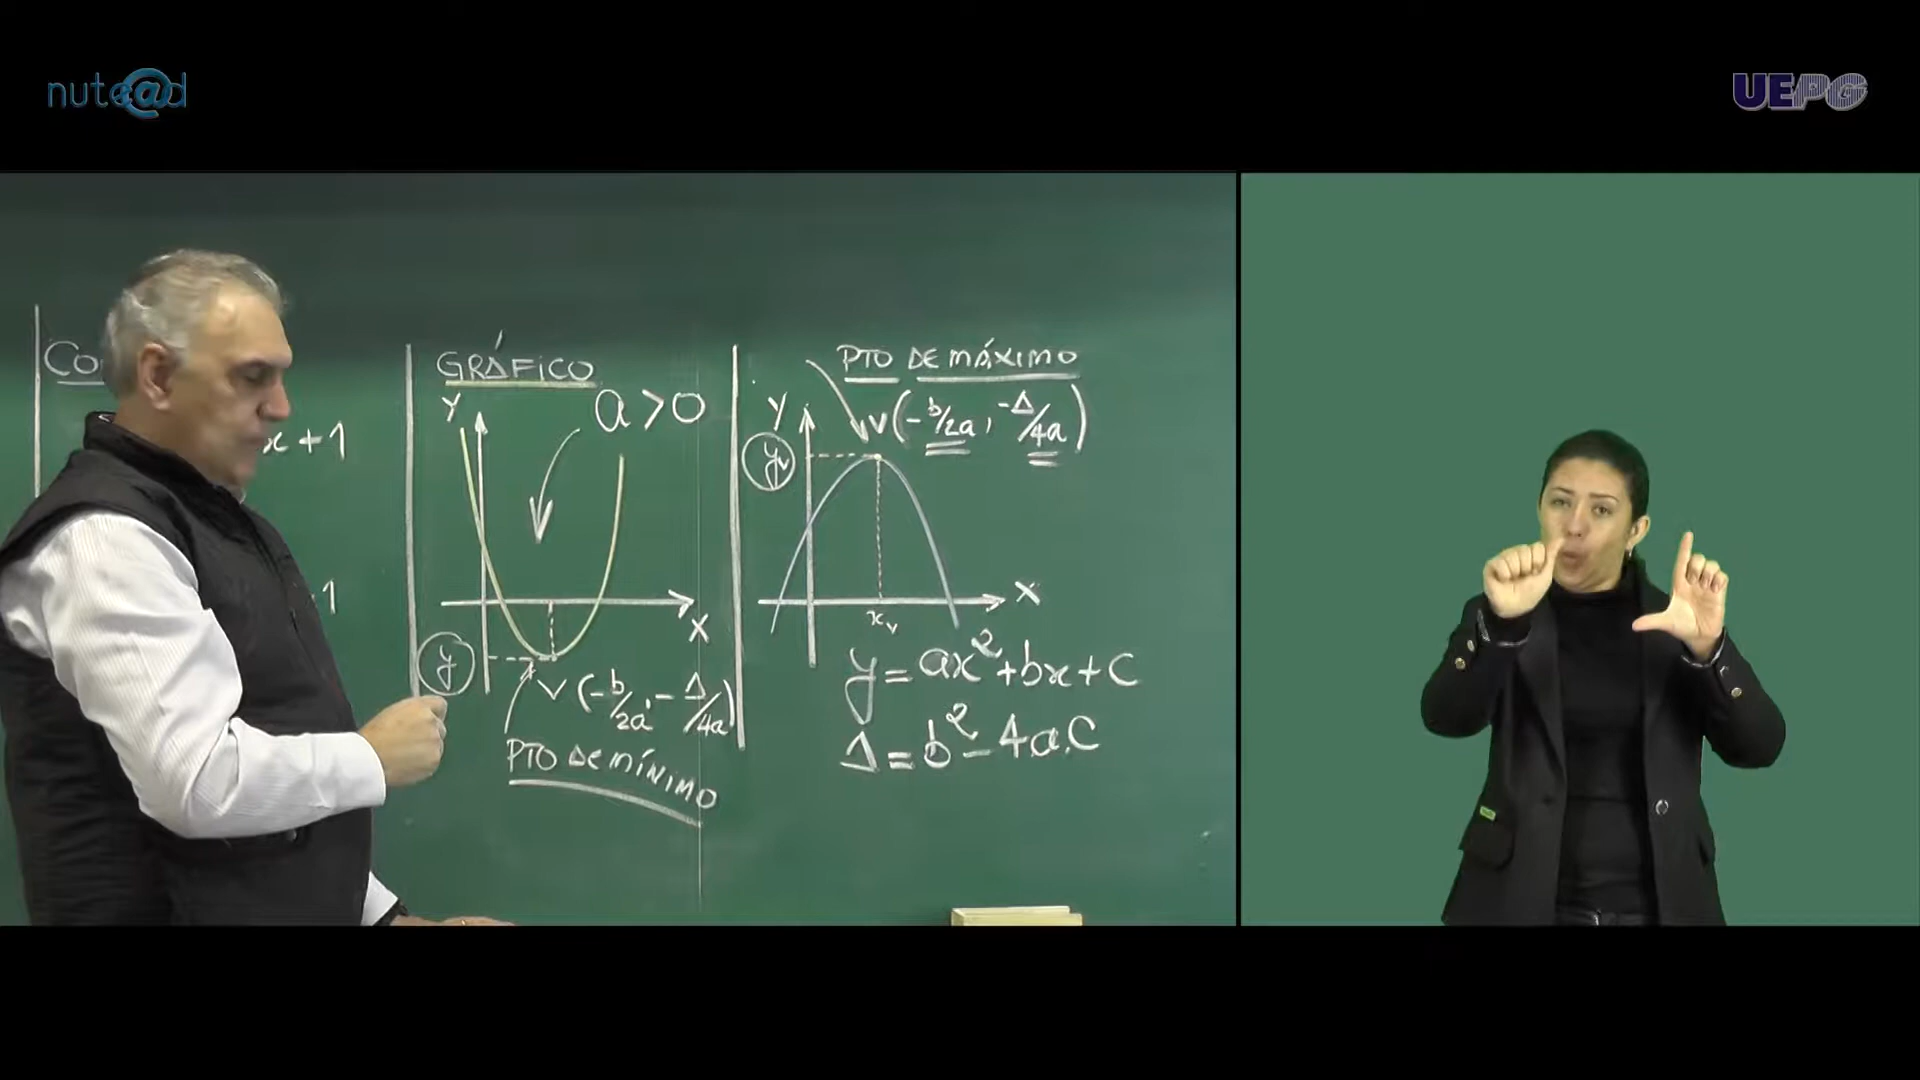 nute@d
UEPG
Co
x + 1
-1
GRÁFICO
Y
a > 0
X
y
V (-b/2a, -Δ/4a)
PTO DE MÍNIMO
PTO DE MÁXIMO
Y
V (-b/2a, -Δ/4a)
yv
X
xv
y = ax²+bx+c
Δ = b² - 4a.c